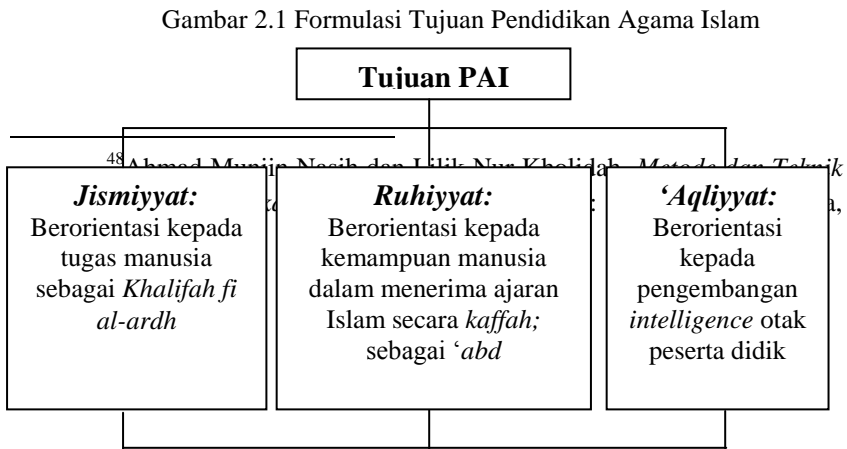 Gambar 2.1 Formulasi Tujuan Pendidikan Agama Islam
Tujuan PAI
48
Jismiyyat:
Berorientasi kepada
tugas manusia
sebagai Khalifah fi
al-ardh
Ruhiyyat:
Berorientasi kepada
kemampuan manusia
dalam menerima ajaran
Islam secara kaffah;
sebagai ‘abd
‘Aqliyyat:
Berorientasi
kepada
pengembangan
intelligence otak
peserta didik